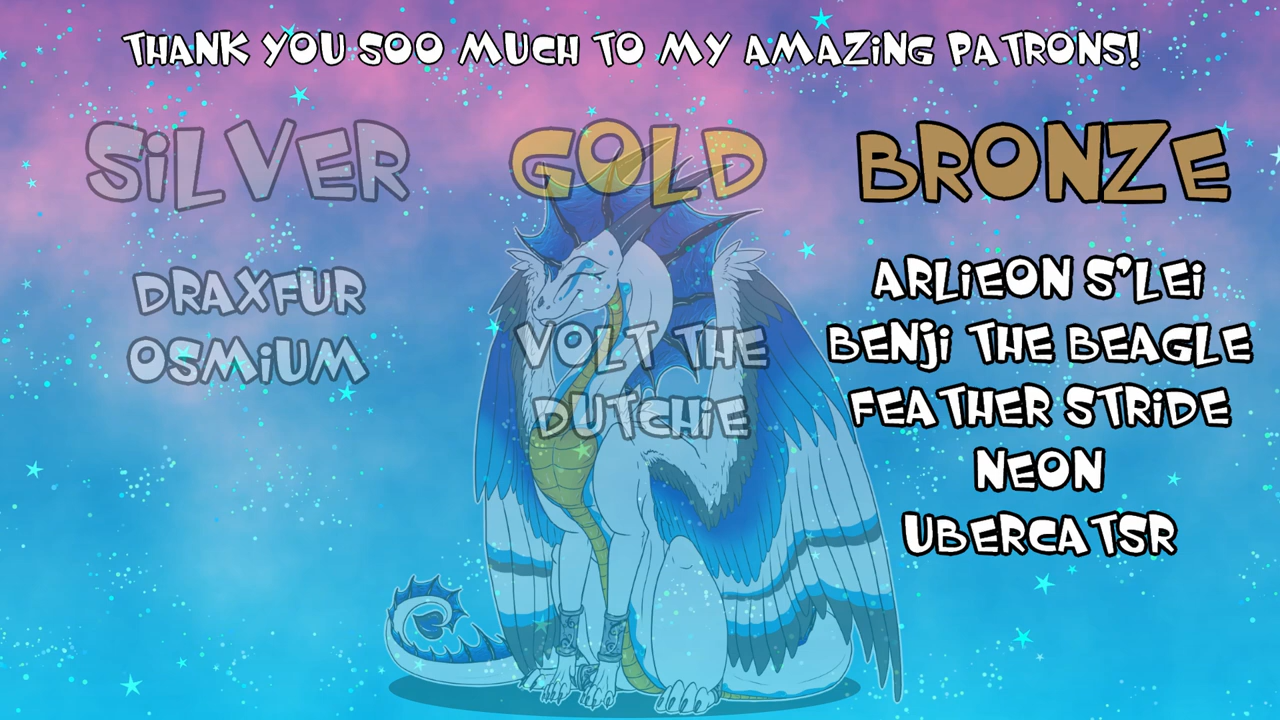 THANK YOU SOO MUCH TO MY AMAZiNG PATRONS!
SiLVER
DRAXFUR
OSMiUM
GOLD
VOLT THE
DUTCHiE
BRONZE
ARLiEON S'LEi
BENJi THE BEAGLE
FEATHER STRiDE
NEON
UBERCATSR